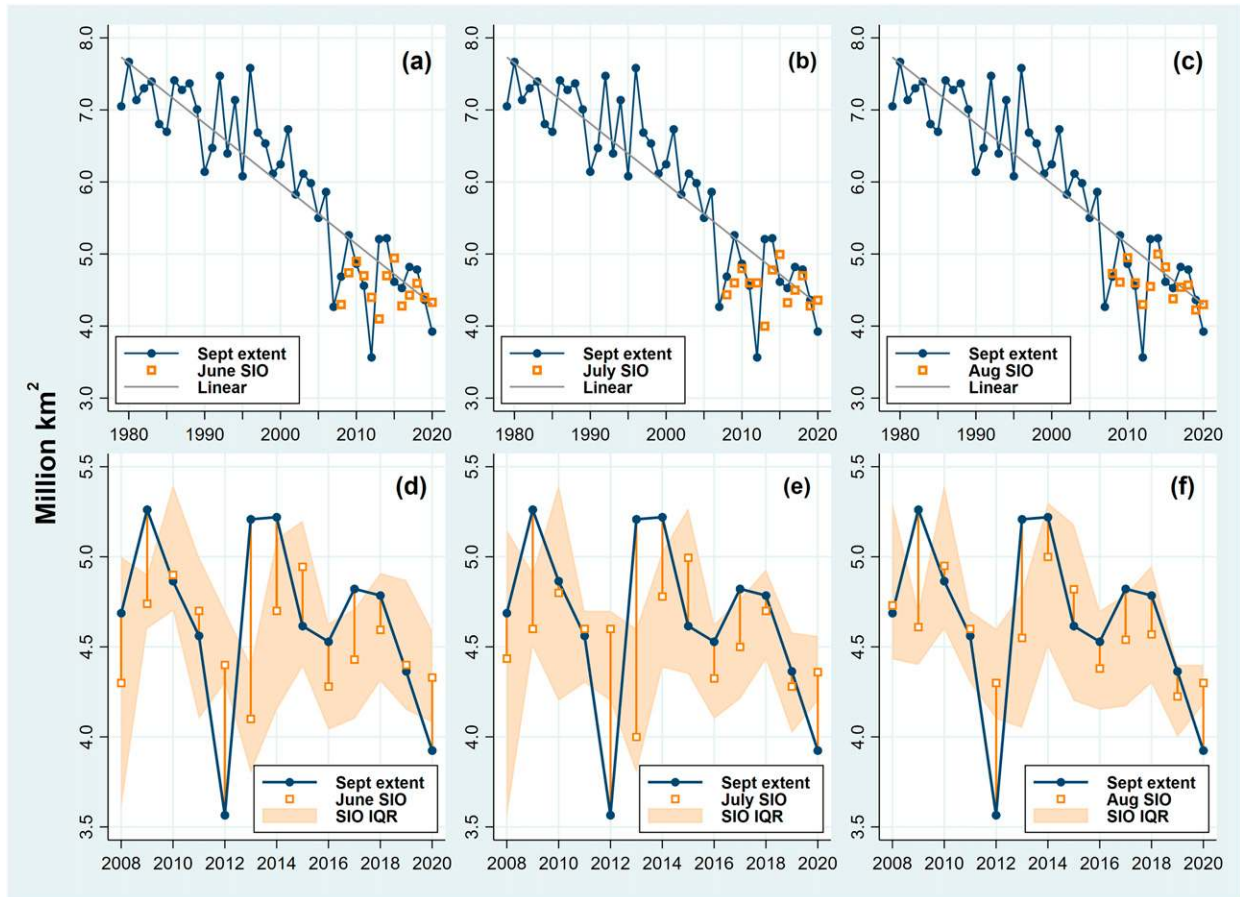 Million km²
8.0
7.0
6.0
5.0
4.0
3.0
(a)
Sept extent
June SIO
Linear
1980 1990 2000 2010 2020
8.0
7.0
6.0
5.0
4.0
3.0
(b)
Sept extent
July SIO
Linear
1980 1990 2000 2010 2020
8.0
7.0
6.0
5.0
4.0
3.0
(c)
Sept extent
Aug SIO
Linear
1980 1990 2000 2010 2020
5.5
5.0
4.5
4.0
3.5
(d)
Sept extent
June SIO
SIO IQR
2008 2010 2012 2014 2016 2018 2020
5.5
5.0
4.5
4.0
3.5
(e)
Sept extent
July SIO
SIO IQR
2008 2010 2012 2014 2016 2018 2020
5.5
5.0
4.5
4.0
3.5
(f)
Sept extent
Aug SIO
SIO IQR
2008 2010 2012 2014 2016 2018 2020